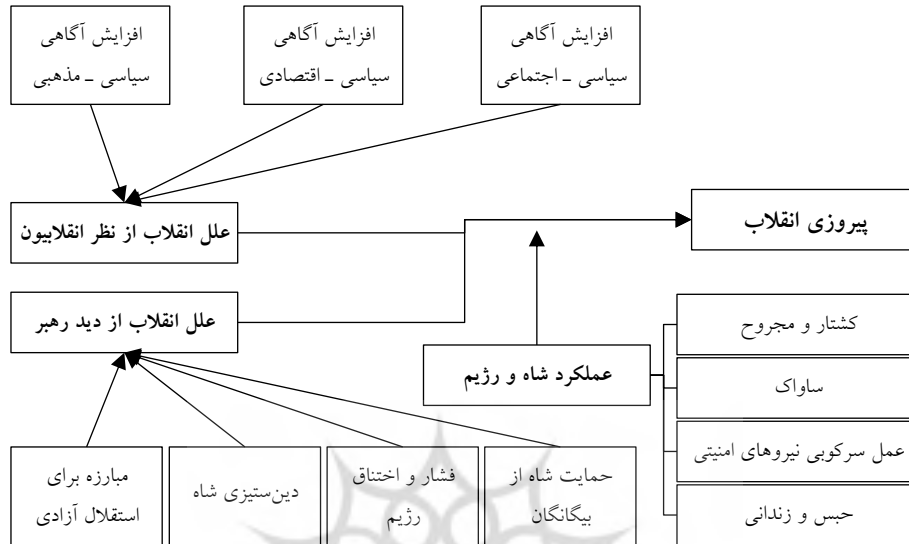 افزایش آگاهی
سیاسی ـ اجتماعی
افزایش آگاهی
سیاسی ـ اقتصادی
افزایش آگاهی
سیاسی ـ مذهبی
پیروزی انقلاب
علل انقلاب از نظر انقلابیون
علل انقلاب از دید رهبر
عملکرد شاه و رژیم
کشتار و مجروح
ساواک
عمل سرکوبی نیروهای امنیتی
حبس و زندانی
حمایت شاه از
بیگانگان
فشار و اختناق
رژیم
دین‌ستیزی شاه
مبارزه برای
استقلال آزادی